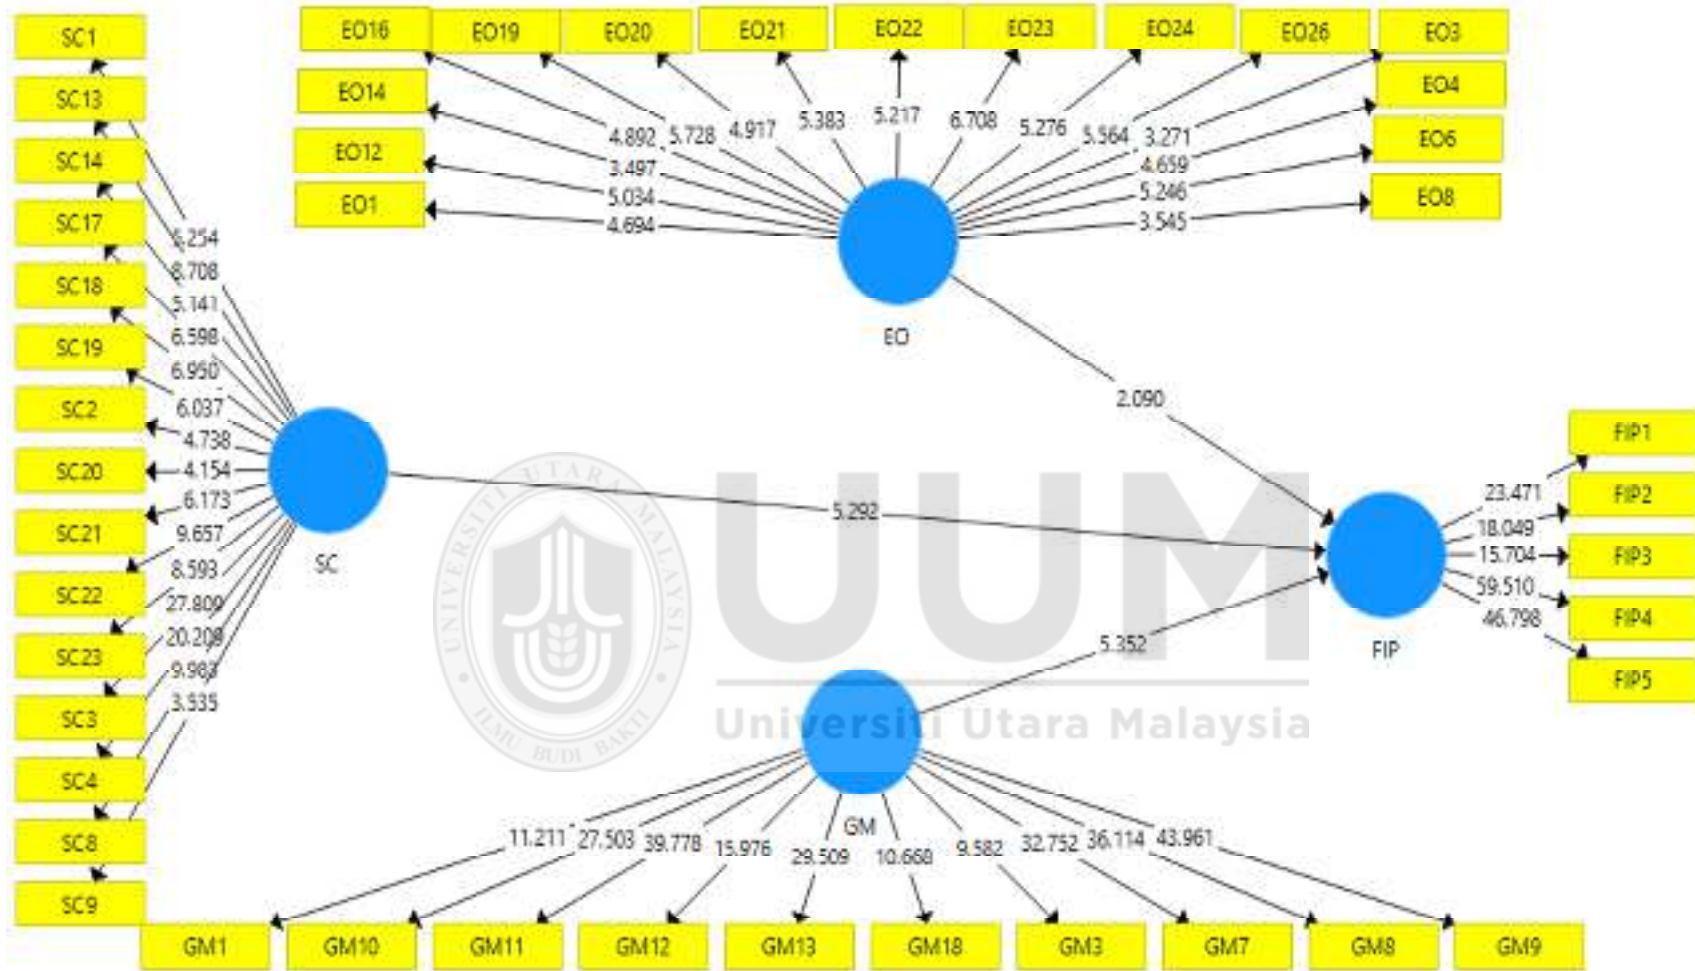 SC1
SC13
SC14
SC17
SC18
SC19
SC2
SC20
SC21
SC22
SC23
SC3
SC4
SC8
SC9
EO16
EO19
EO20
EO21
EO22
EO23
EO24
EO26
EO3
EO14
EO12
EO1
EO4
EO6
EO8
4.892
5.728
4.917
5.383
5.217
6.708
5.276
5.564
3.271
3.497
5.034
4.694
4.659
5.246
3.545
EO
2.090
8.708
5.141
6.598
6.950
6.037
4.738
4.154
6.173
9.657
8.593
27.809
20.209
9.983
3.535
SC
5.292
5.352
FIP1
FIP2
FIP3
FIP4
FIP5
23.471
18.049
15.704
59.510
46.798
FIP
UNIVERSITI UTARA MALAYSIA
ILMU BUDI BAKTI
UUM
Universiti Utara Malaysia
GM
11.211
27.503
39.778
15.976
29.509
10.668
9.582
32.752
36.114
43.961
GM1
GM10
GM11
GM12
GM13
GM18
GM3
GM7
GM8
GM9